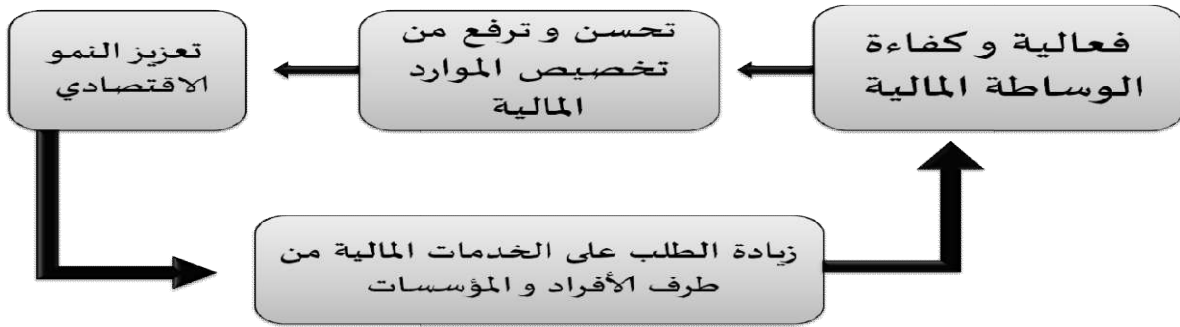 فعالية و كفاءة
الوساطة المالية
تحسن و ترفع من
تخصيص الموارد
المالية
تعزيز النمو
الاقتصادي
زيادة الطلب على الخدمات المالية من
طرف الأفراد و المؤسسات